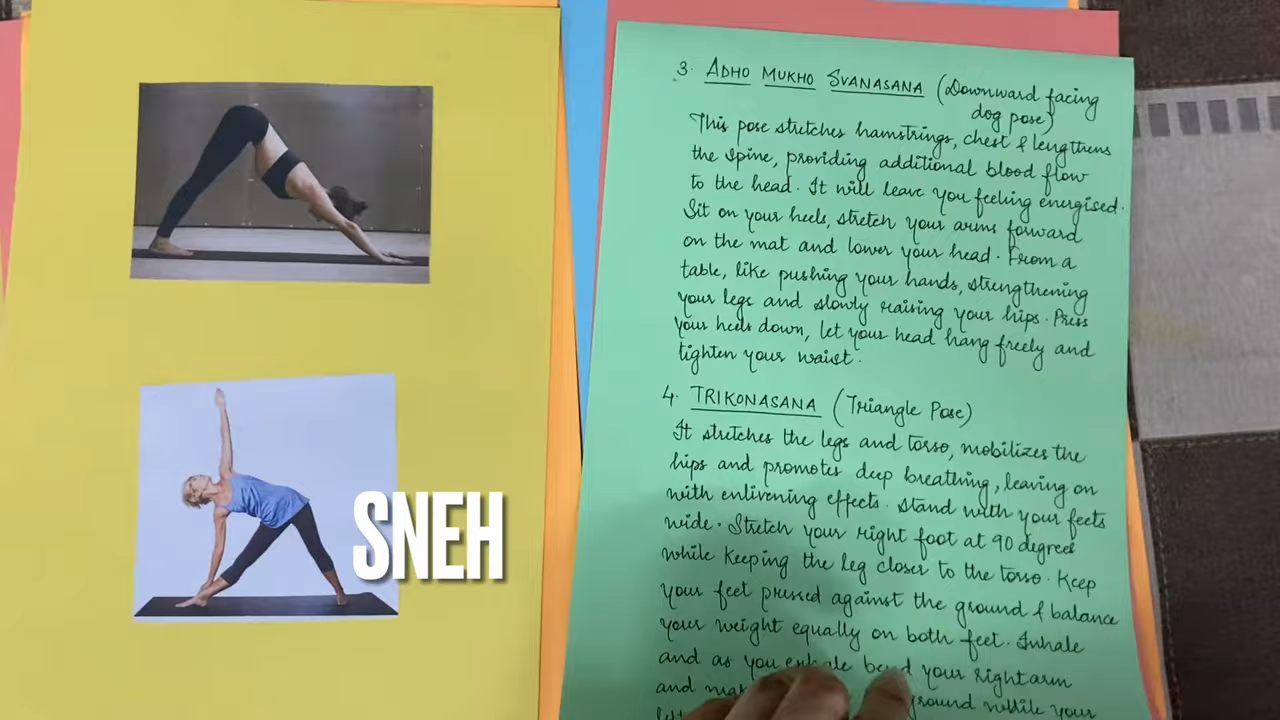 3. ADHO MUKHO SVANASANA (Downward facing
dog pose)
This pose stretches hamstrings, chest & lengthens
the spine, providing additional blood flow
to the head. It will leave you feeling energised.
Sit on your heels, stretch your arms forward
on the mat and lower your head. From a
table, like pushing your hands, strengthening
your legs and slowly raising your hips. Press
your heels down, let your head hang freely and
tighten your waist.
4. TRIKONASANA (Triangle Pose)
It stretches the legs and torso, mobilizes the
hips and promotes deep breathing, leaving on
with enlivening effects. Stand with your feets
wide. Stretch your right foot at 90 degree
while keeping the leg closer to the torso. Keep
your feet pressed against the ground & balance
your weight equally on both feet. Inhale
and as you exhale bend your right arm
and ground while your
SNEH